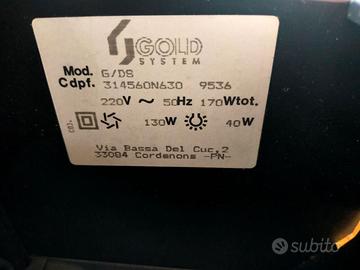 GOLD
SYSTEM
Mod. G/DS
Cdpf. 314560N630 9536
220V ~ 50Hz 170Wtot.
130W 40W
Via Bassa Del Cuc,2
33084 Cordenons -PN-
subito